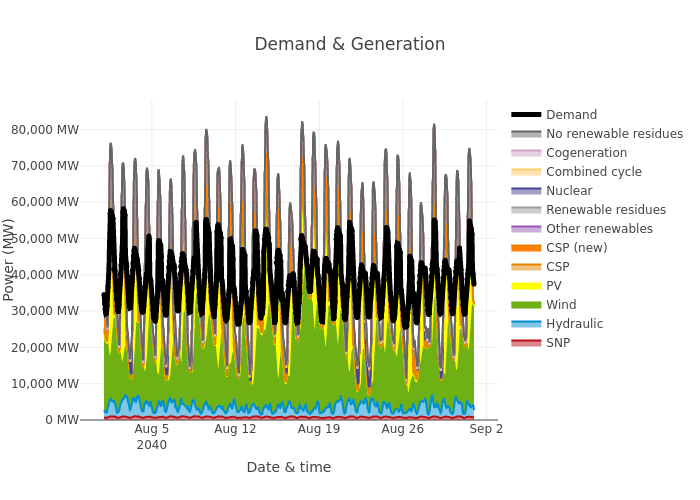 Demand & Generation
80,000 MW
70,000 MW
60,000 MW
50,000 MW
40,000 MW
30,000 MW
20,000 MW
10,000 MW
0 MW
Power (MW)
Aug 5
2040
Aug 12
Aug 19
Aug 26
Sep 2
Date & time
Demand
No renewable residues
Cogeneration
Combined cycle
Nuclear
Renewable residues
Other renewables
CSP (new)
CSP
PV
Wind
Hydraulic
SNP